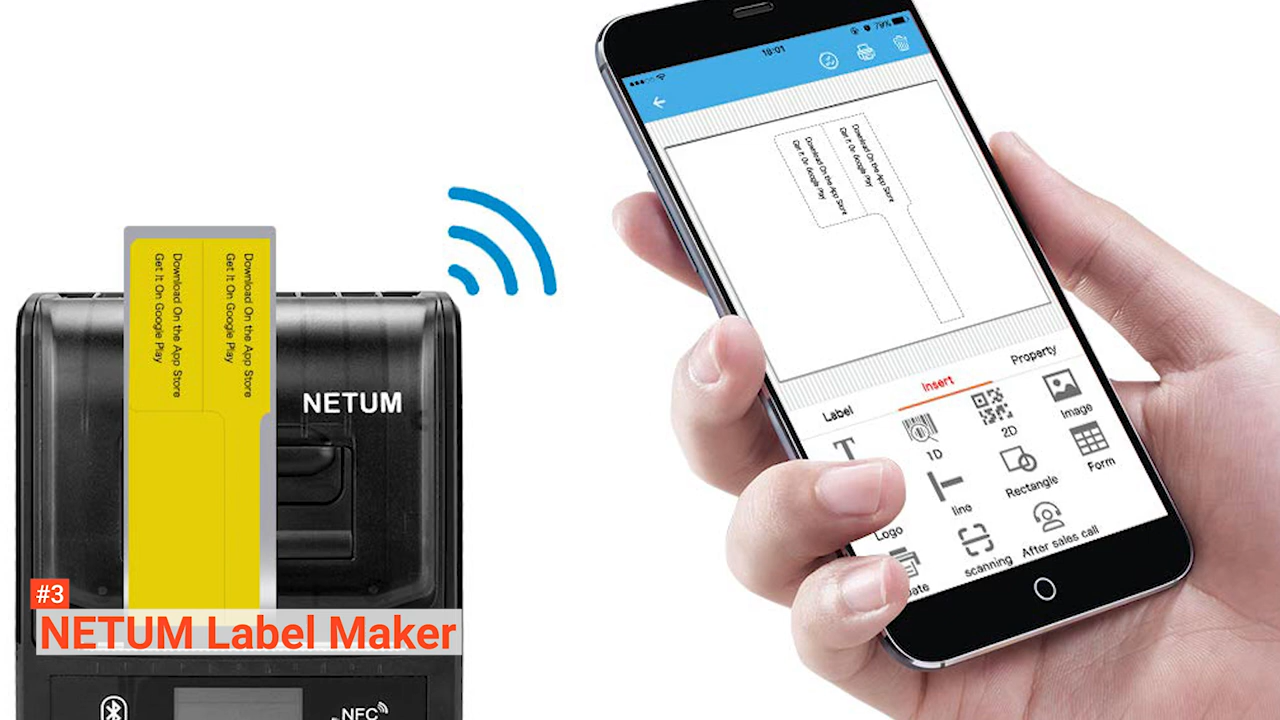 Download On the App Store
Get It On Google Play
Download On the App Store
Get It On Google Play
NETUM
#3
NETUM Label Maker
NFC
18:01
79%
Download On the App Store
Get It On Google Play
Download On the App Store
Get It On Google Play
Label
Insert
Property
1D
2D
Image
Logo
line
Rectangle
Form
scanning
After sales call